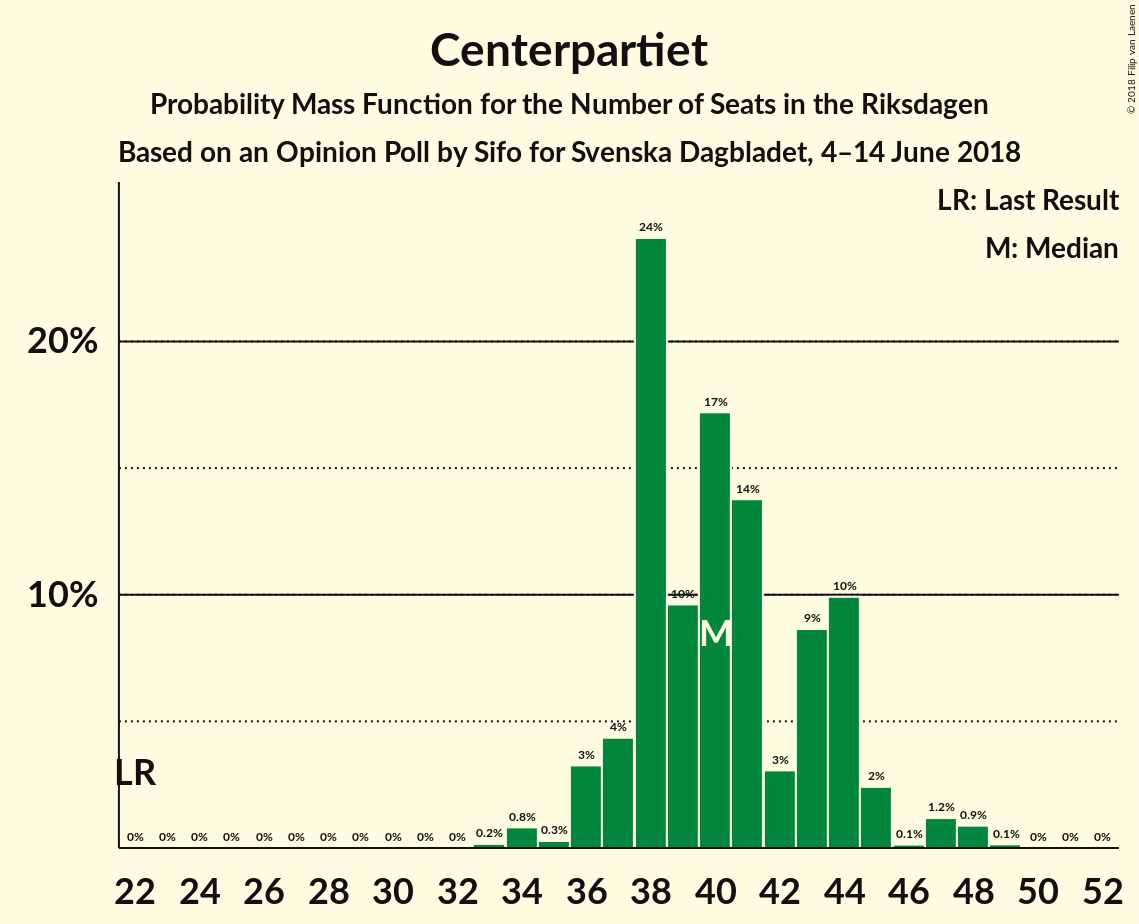 Centerpartiet
Probability Mass Function for the Number of Seats in the Riksdagen
Based on an Opinion Poll by Sifo for Svenska Dagbladet, 4–14 June 2018
© 2018 Filip van Laenen
LR: Last Result
M: Median
24%
20%
17%
14%
10%
10%
10%
9%
M
4%
3%
3%
2%
LR
0% 0% 0% 0% 0% 0% 0% 0% 0% 0% 0% 0.2% 0.8% 0.3% 0.1% 1.2% 0.9% 0.1% 0% 0% 0%
22 24 26 28 30 32 34 36 38 40 42 44 46 48 50 52